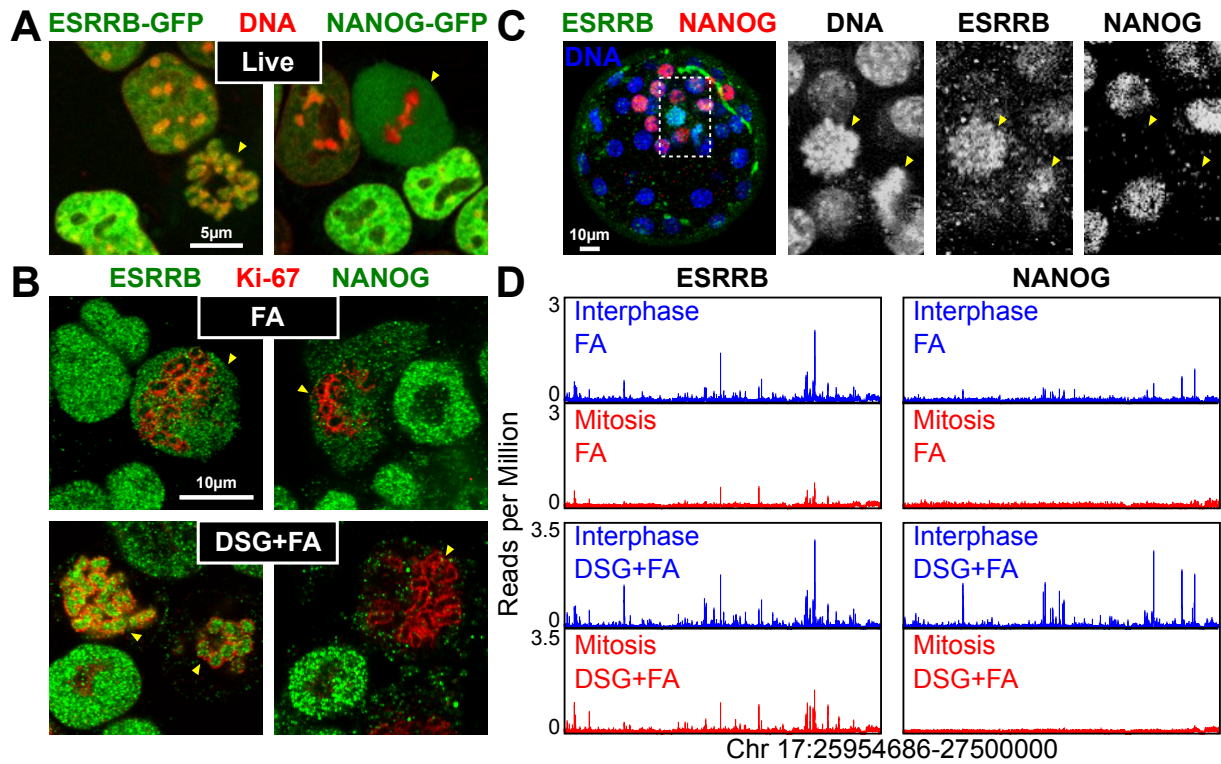 A ESRRB-GFP DNA NANOG-GFP
Live
5µm
B ESRRB Ki-67 NANOG
FA
10µm
DSG+FA
C ESRRB NANOG DNA ESRRB NANOG
DNA
10µm
D ESRRB NANOG
Reads per Million
3
Interphase
FA
0
Interphase
FA
3
Mitosis
FA
0
Mitosis
FA
3.5
Interphase
DSG+FA
0
Interphase
DSG+FA
3.5
Mitosis
DSG+FA
0
Mitosis
DSG+FA
Chr 17:25954686-27500000